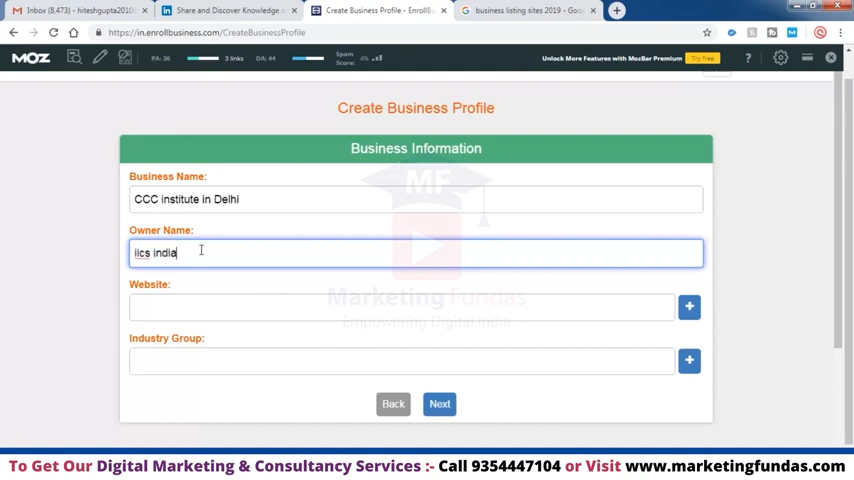 Inbox (8,473) - hiteshgupta2010
Share and Discover Knowledge o
Create Business Profile - EnrollB
business listing sites 2019 - Goo
https://in.enrollbusiness.com/CreateBusinessProfile
MOZ
PA: 36
3 links
DA: 44
Spam Score: 4%
Unlock More Features with MozBar Premium
Try free
Create Business Profile
Business Information
Business Name:
CCC institute in Delhi
Owner Name:
iics india
Website:
Industry Group:
Back
Next
MF
Marketing Fundas
Empowering Digital India
To Get Our Digital Marketing & Consultancy Services :- Call 9354447104 or Visit www.marketingfundas.com